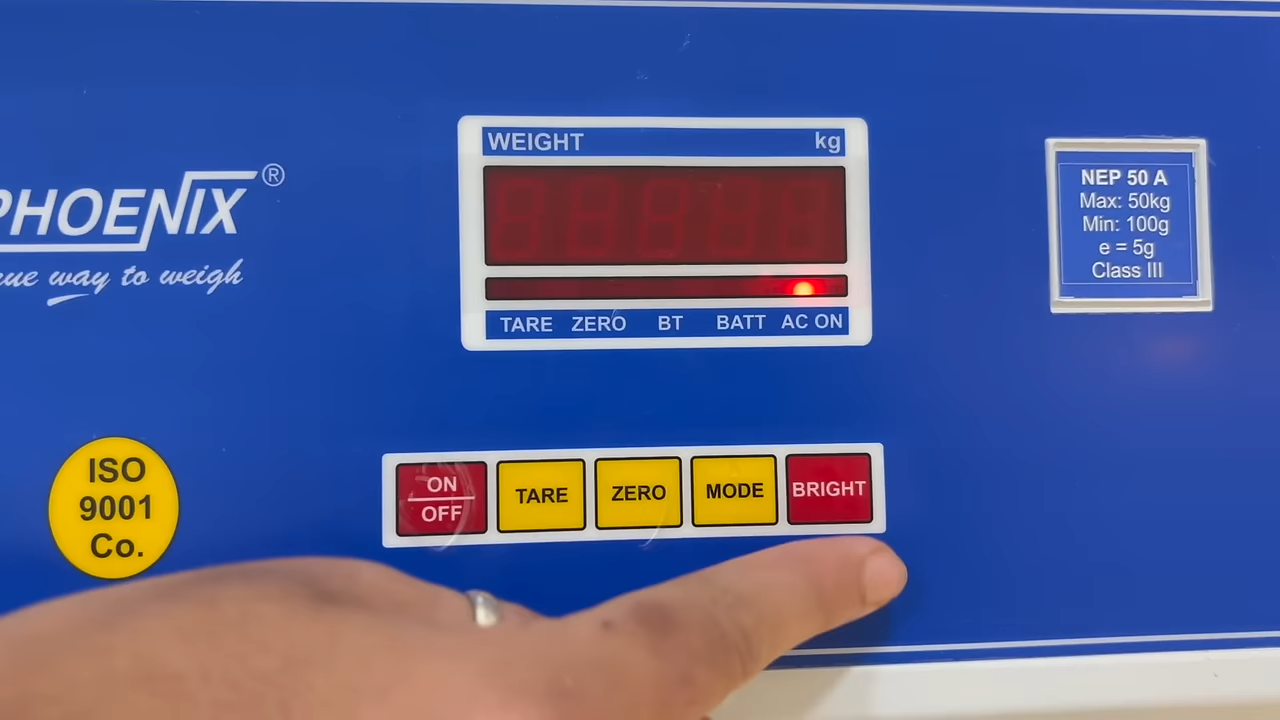 PHOENIX®
way to weigh
WEIGHT kg
TARE ZERO BT BATT AC ON
NEP 50 A
Max: 50kg
Min: 100g
e = 5g
Class III
ISO
9001
Co.
ON
OFF
TARE
ZERO
MODE
BRIGHT